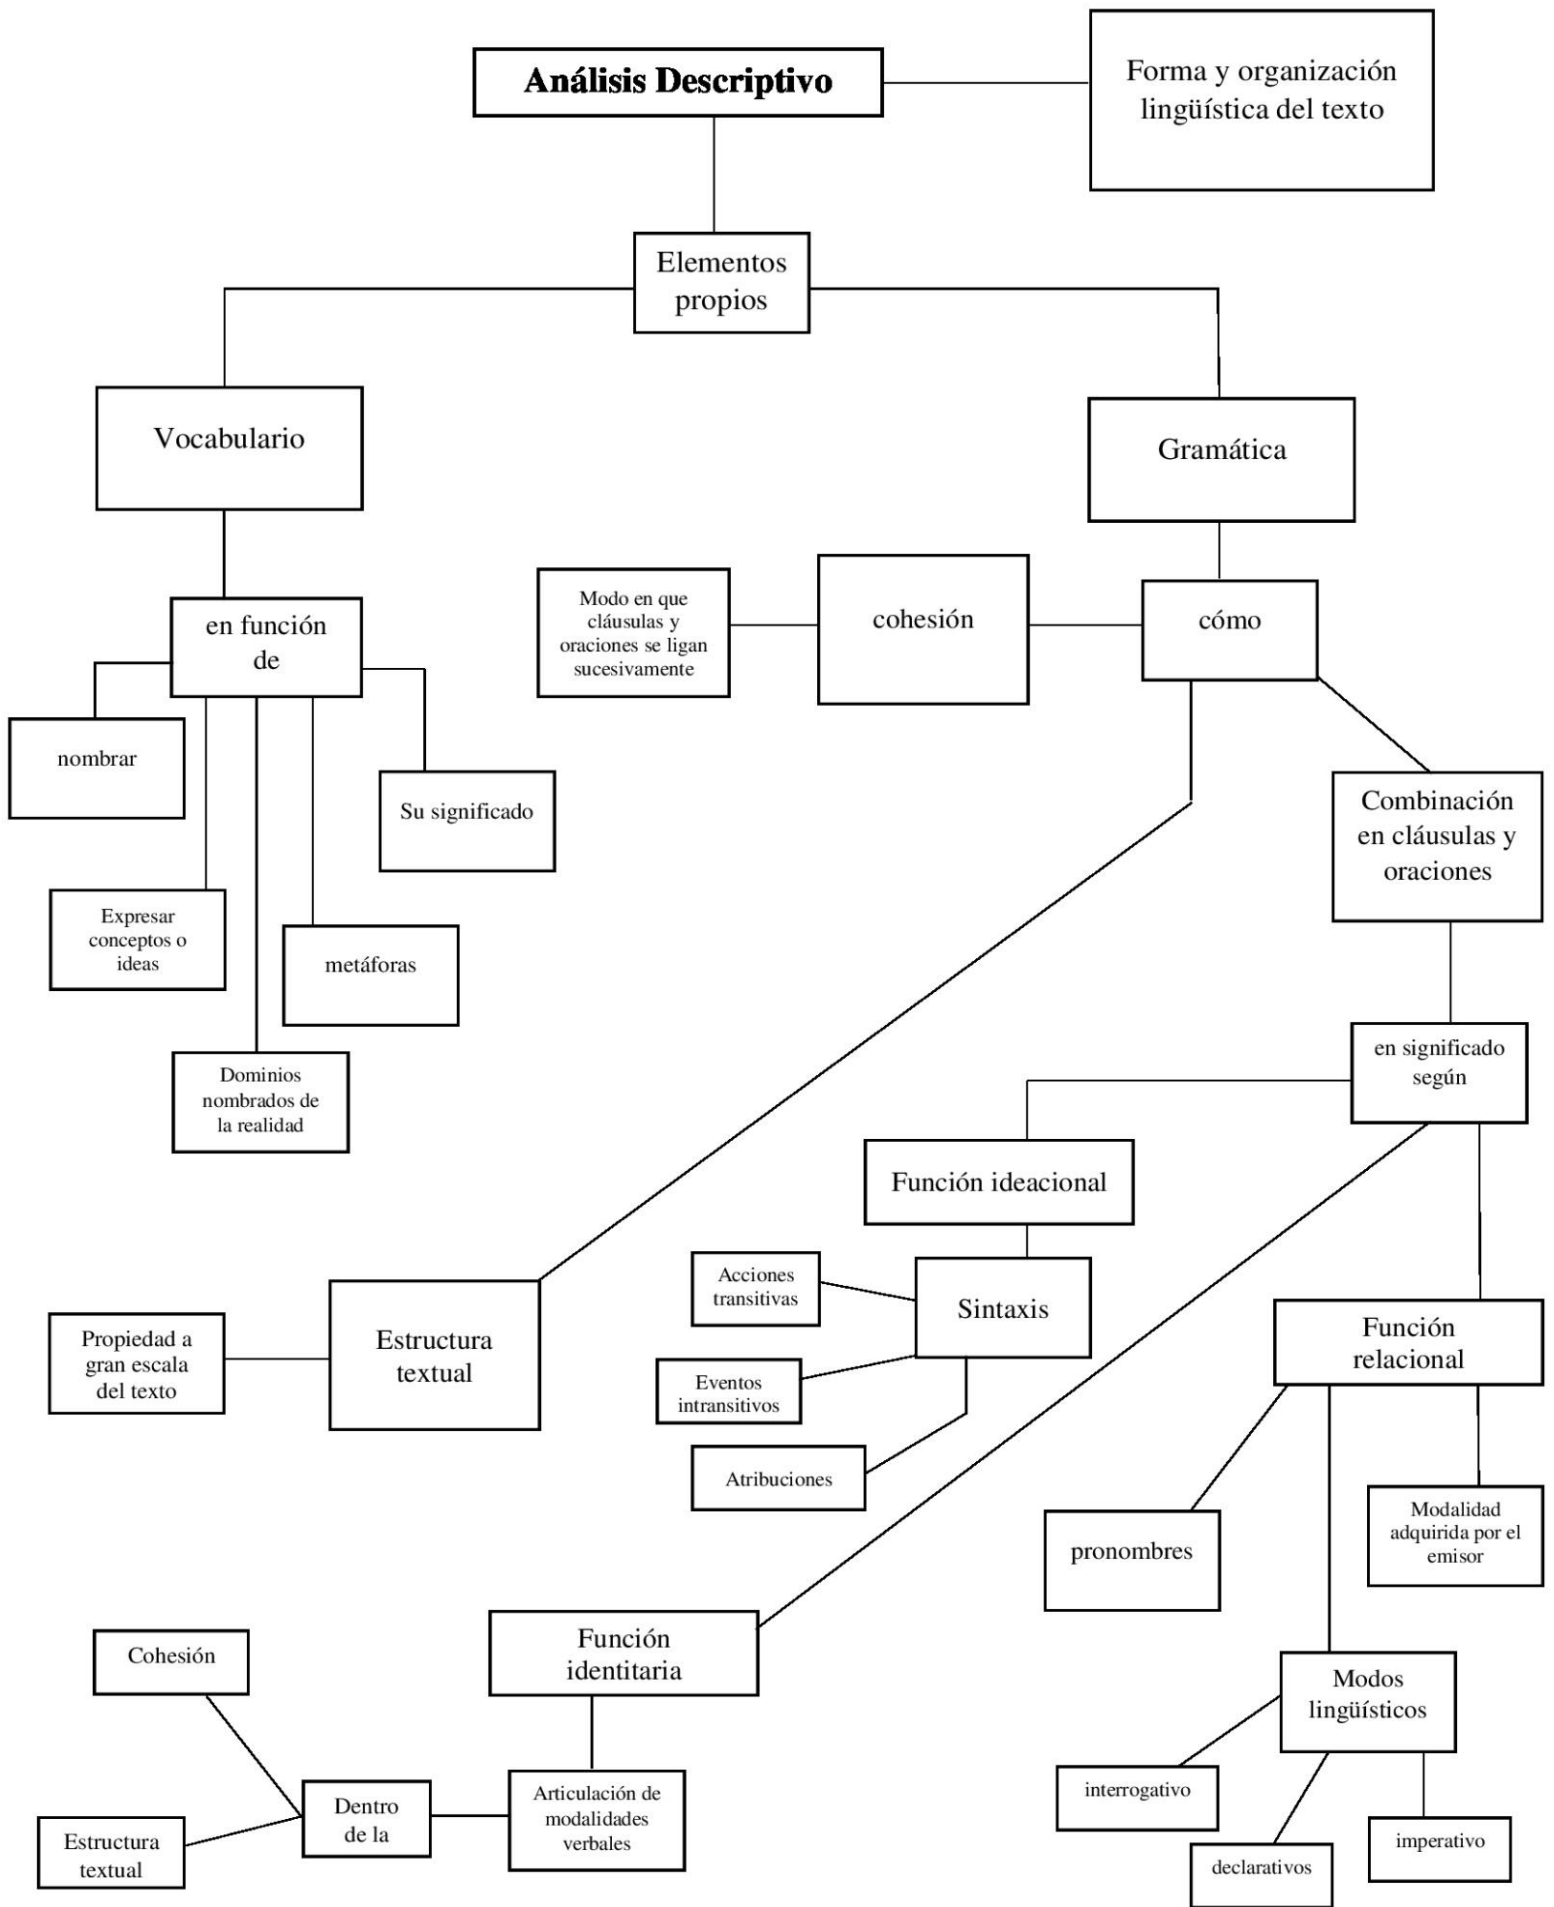 Análisis Descriptivo
Forma y organización
lingüística del texto
Elementos
propios
Vocabulario
Gramática
en función
de
Modo en que
cláusulas y
oraciones se ligan
sucesivamente
cohesión
cómo
nombrar
Su significado
Combinación
en cláusulas y
oraciones
Expresar
conceptos o
ideas
metáforas
Dominios
nombrados de
la realidad
en significado
según
Función ideacional
Acciones
transitivas
Sintaxis
Propiedad a
gran escala
del texto
Estructura
textual
Función
relacional
Eventos
intransitivos
Atribuciones
pronombres
Modalidad
adquirida por el
emisor
Cohesión
Función
identitaria
Modos
lingüísticos
Estructura
textual
Dentro
de la
Articulación de
modalidades
verbales
interrogativo
declarativos
imperativo